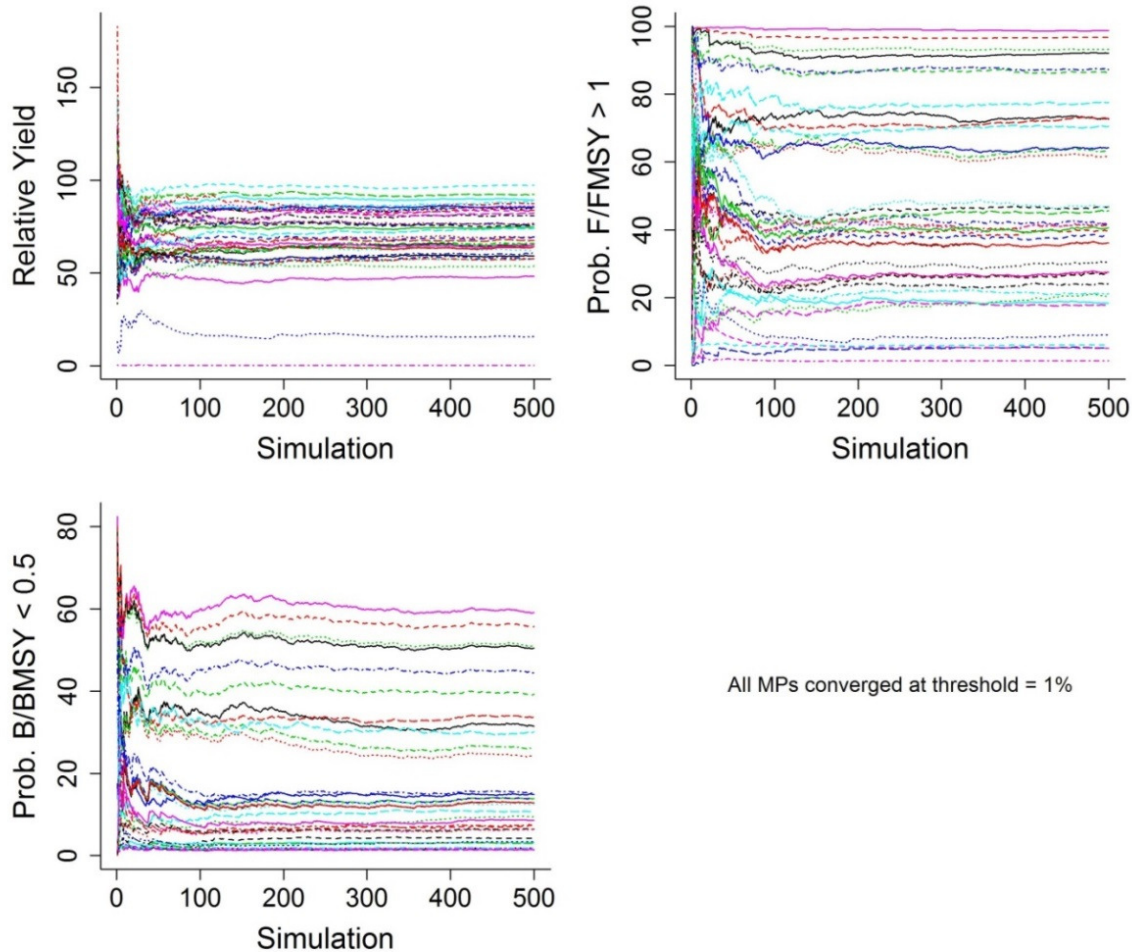 Relative Yield
150
100
50
0
0 100 200 300 400 500
Simulation
Prob. F/FMSY > 1
100
80
60
40
20
0
0 100 200 300 400 500
Simulation
Prob. B/BMSY < 0.5
80
60
40
20
0
0 100 200 300 400 500
Simulation
All MPs converged at threshold = 1%